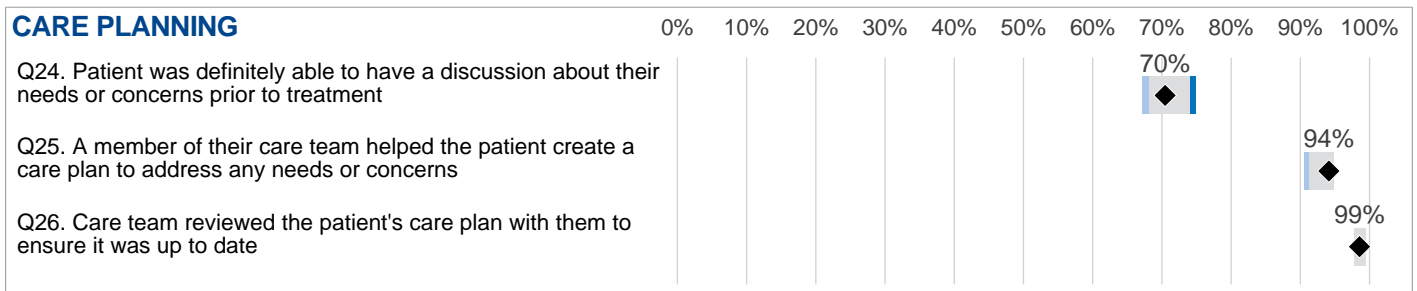 CARE PLANNING
0% 10% 20% 30% 40% 50% 60% 70% 80% 90% 100%
Q24. Patient was definitely able to have a discussion about their
needs or concerns prior to treatment
70%
Q25. A member of their care team helped the patient create a
care plan to address any needs or concerns
94%
Q26. Care team reviewed the patient's care plan with them to
ensure it was up to date
99%